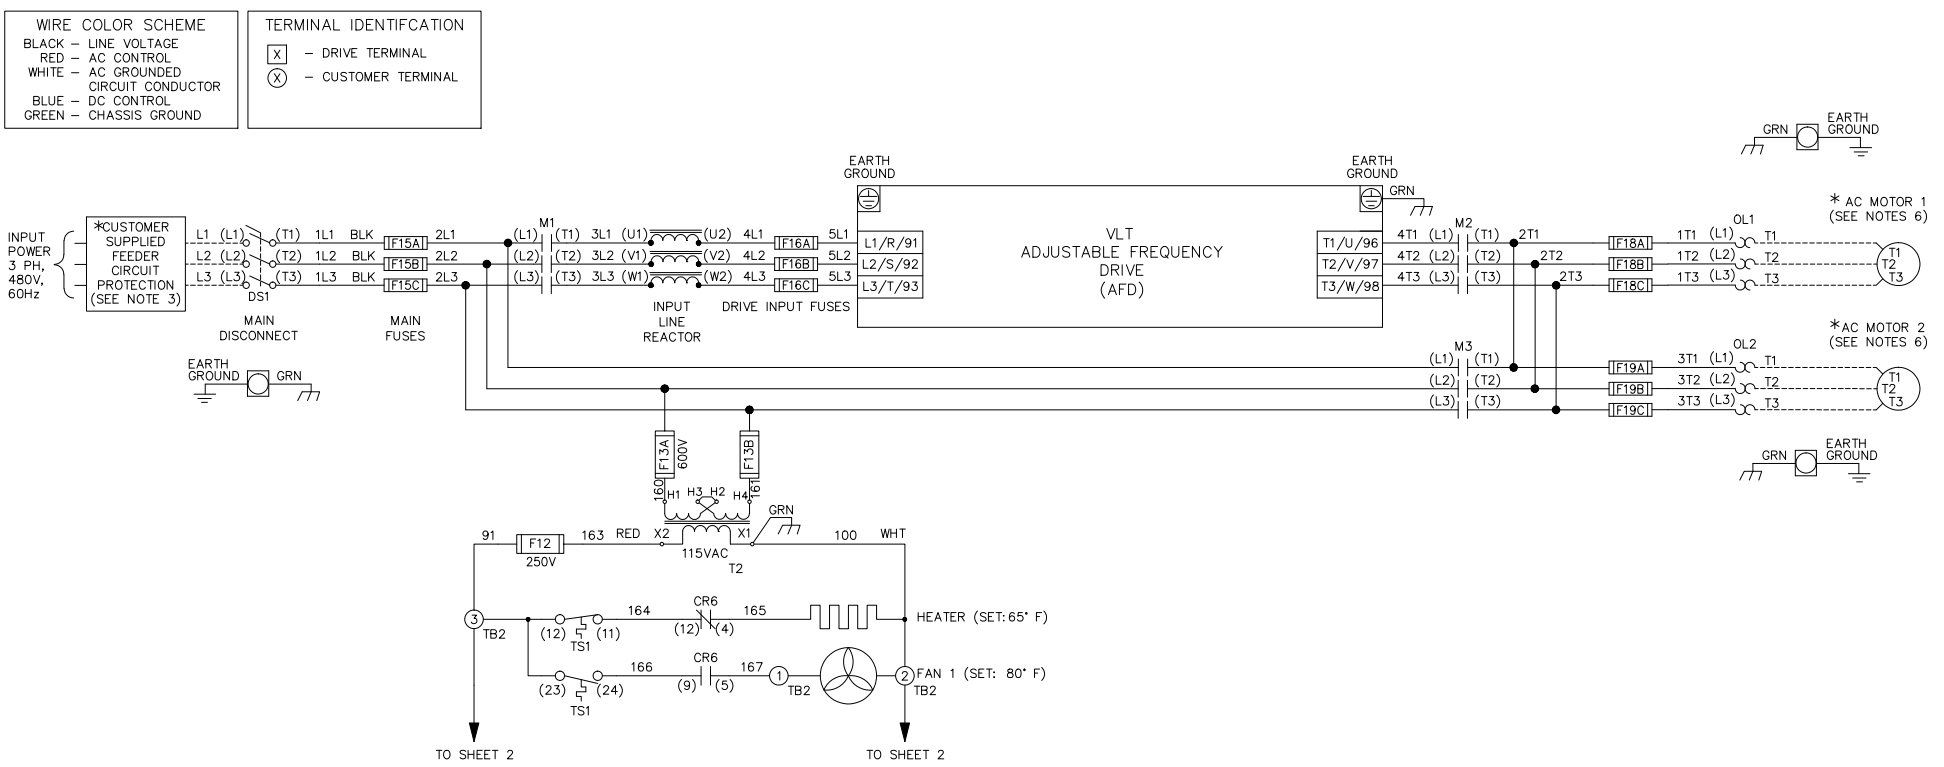 WIRE COLOR SCHEME
BLACK – LINE VOLTAGE
RED – AC CONTROL
WHITE – AC GROUNDED
CIRCUIT CONDUCTOR
BLUE – DC CONTROL
GREEN – CHASSIS GROUND
TERMINAL IDENTIFCATION
X – DRIVE TERMINAL
X – CUSTOMER TERMINAL
INPUT
POWER
3 PH,
480V,
60Hz
*CUSTOMER
SUPPLIED
FEEDER
CIRCUIT
PROTECTION
(SEE NOTE 3)
L1 (L1) (T1) 1L1 BLK F15A 2L1 (L1) M1 (T1) 3L1 (U1) (U2) 4L1 F16A 5L1 L1/R/91
L2 (L2) 1L2 BLK F15B 2L2 (L2) (T2) 3L2 (V1) (V2) 4L2 F16B 5L2 L2/S/92
L3 (L3) (T3) 1L3 BLK F15C 2L3 (L3) (T3) 3L3 (W1) (W2) 4L3 F16C 5L3 L3/T/93
DS1
MAIN
DISCONNECT
MAIN
FUSES
INPUT
LINE
REACTOR
DRIVE INPUT FUSES
EARTH
GROUND
GRN
EARTH
GROUND
VLT
ADJUSTABLE FREQUENCY
DRIVE
(AFD)
EARTH
GROUND
GRN
T1/U/96 4T1 (L1) M2 (T1) 2T1 F18A 1T1 (L1) OL1 T1
T2/V/97 4T2 (L2) (T2) 2T2 F18B 1T2 (L2) T2
T3/W/98 4T3 (L3) (T3) 2T3 F18C 1T3 (L3) T3
GRN
EARTH
GROUND
* AC MOTOR 1
(SEE NOTES 6)
T1
T2
T3
(L1) M3 (T1) F19A 3T1 (L1) OL2 T1
(L2) (T2) F19B 3T2 (L2) T2
(L3) (T3) F19C 3T3 (L3) T3
*AC MOTOR 2
(SEE NOTES 6)
T1
T2
T3
GRN
EARTH
GROUND
F13A
600V
F13B
160
161
H1 H3 H2 H4
GRN
91 F12 163 RED X2 X1 100 WHT
250V
115VAC
T2
3
TB2
(12) (11)
TS1
164
CR6
(12) (4)
165
HEATER (SET:65° F)
(23) (24)
TS1
166
CR6
(9) (5)
167
1
TB2
2
TB2
FAN 1 (SET: 80° F)
TO SHEET 2
TO SHEET 2